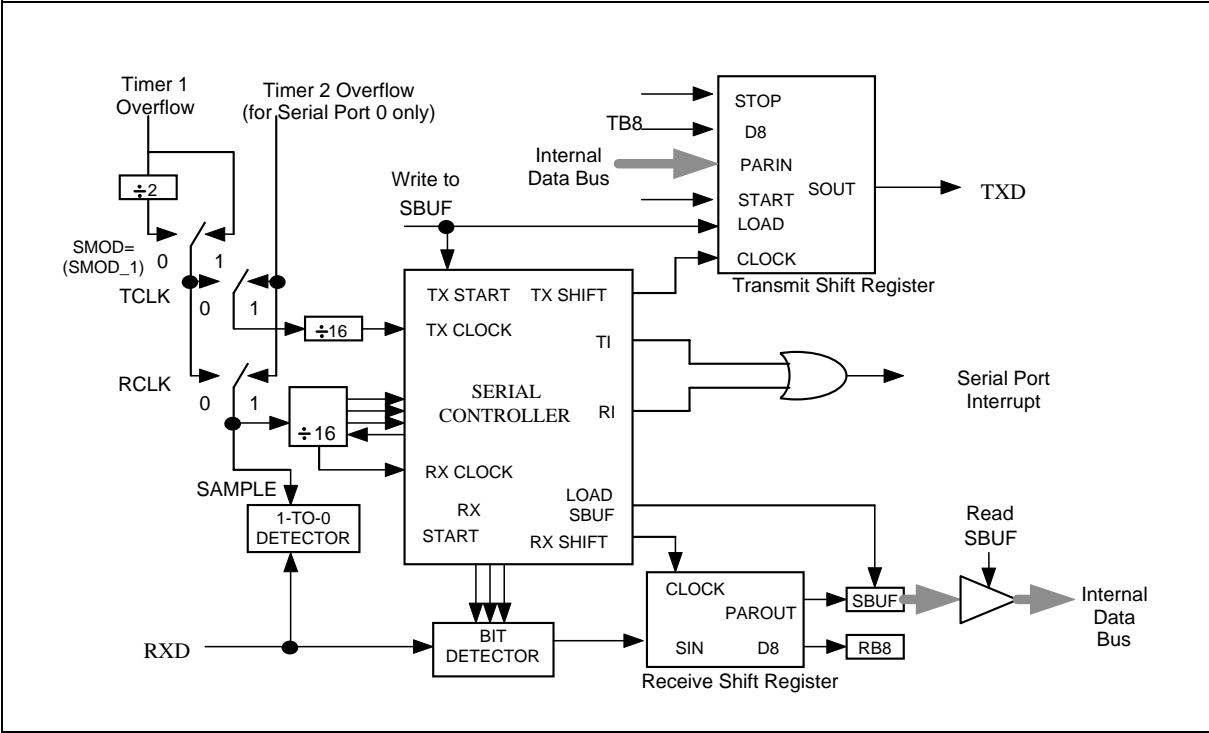 Timer 1
Overflow
Timer 2 Overflow
(for Serial Port 0 only)
÷2
SMOD=
(SMOD_1)
0
1
TCLK
0
1
RCLK
0
1
÷16
÷16
SAMPLE
1-TO-0
DETECTOR
RXD
Write to
SBUF
TB8
Internal
Data Bus
STOP
D8
PARIN
START
LOAD
CLOCK
SOUT
TXD
Transmit Shift Register
TX START
TX SHIFT
TX CLOCK
TI
SERIAL
CONTROLLER
RI
RX CLOCK
LOAD
SBUF
RX
START
RX SHIFT
Serial Port
Interrupt
BIT
DETECTOR
CLOCK
PAROUT
SIN
D8
Receive Shift Register
SBUF
RB8
Read
SBUF
Internal
Data
Bus